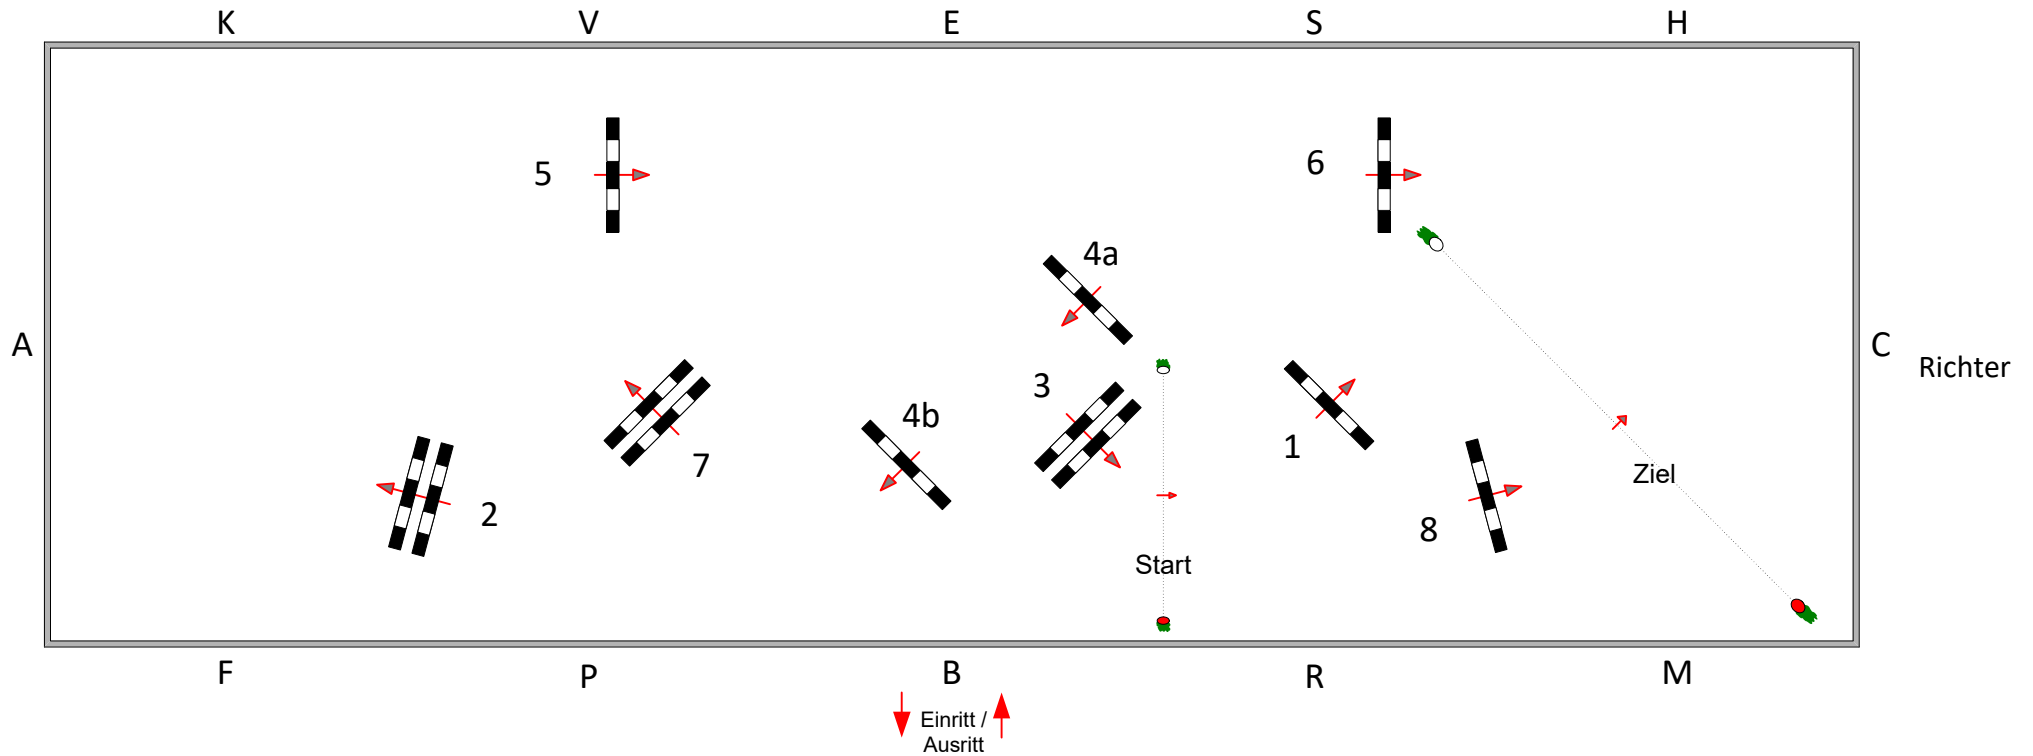 K V E S H
5 6
4a
A C
Richter
3
4b
1
7
Ziel
2
8
Start
F P B R M
Einritt /
Ausritt